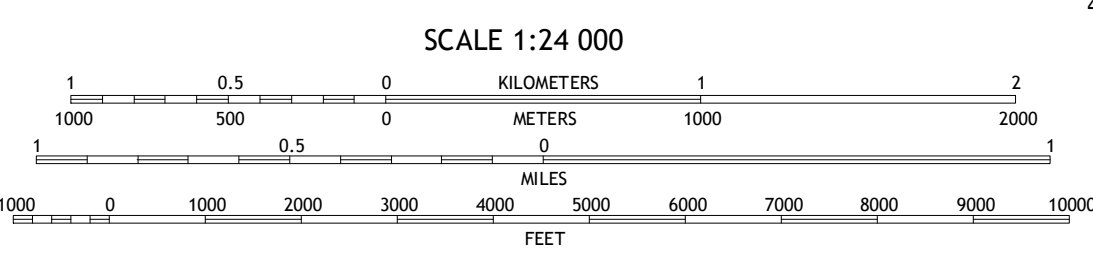 SCALE 1:24 000
1 0.5 0 KILOMETERS 1 2
1000 500 0 METERS 1000 2000
1 0.5 0 1
MILES
1000 0 1000 2000 3000 4000 5000 6000 7000 8000 9000 10000
FEET